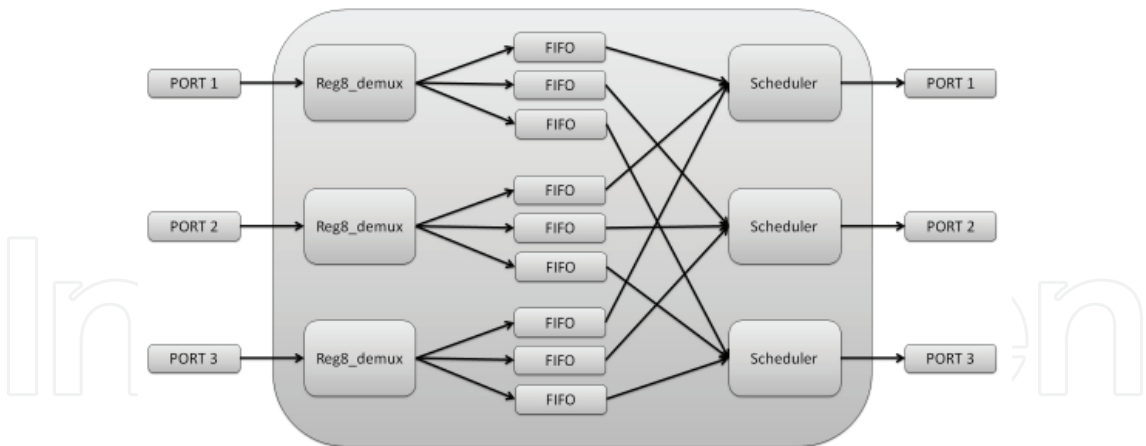 FIFO
PORT 1
Reg8_demux
FIFO
Scheduler
PORT 1
FIFO
FIFO
PORT 2
Reg8_demux
FIFO
Scheduler
PORT 2
FIFO
FIFO
PORT 3
Reg8_demux
FIFO
Scheduler
PORT 3
FIFO